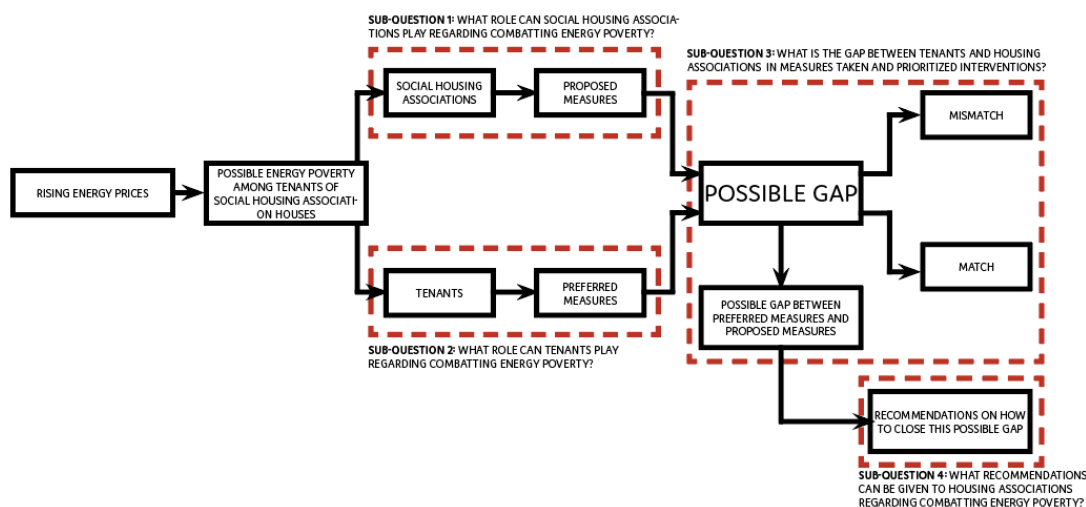 SUB-QUESTION 1: WHAT ROLE CAN SOCIAL HOUSING ASSOCIA-
TIONS PLAY REGARDING COMBATTING ENERGY POVERTY?
SUB-QUESTION 3: WHAT IS THE GAP BETWEEN TENANTS AND HOUSING
ASSOCIATIONS IN MEASURES TAKEN AND PRIORITIZED INTERVENTIONS?
SOCIAL HOUSING
ASSOCIATIONS
PROPOSED
MEASURES
MISMATCH
RISING ENERGY PRICES
POSSIBLE ENERGY POVERTY
AMONG TENANTS OF
SOCIAL HOUSING ASSOCIATI-
ON HOUSES
POSSIBLE GAP
TENANTS
PREFERRED
MEASURES
MATCH
POSSIBLE GAP BETWEEN
PREFERRED MEASURES AND
PROPOSED MEASURES
SUB-QUESTION 2: WHAT ROLE CAN TENANTS PLAY
REGARDING COMBATTING ENERGY POVERTY?
RECOMMENDATIONS ON HOW
TO CLOSE THIS POSSIBLE GAP
SUB-QUESTION 4: WHAT RECOMMENDATIONS
CAN BE GIVEN TO HOUSING ASSOCIATIONS
REGARDING COMBATTING ENERGY POVERTY?